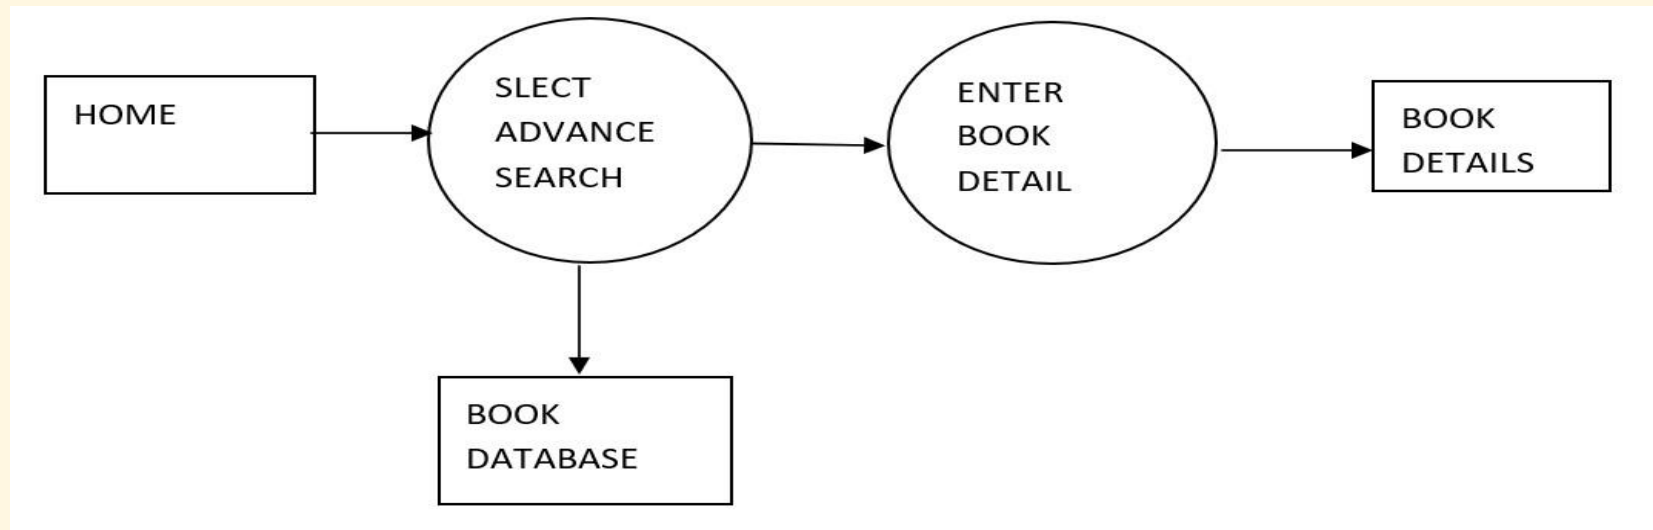 HOME
SLECT
ADVANCE
SEARCH
ENTER
BOOK
DETAIL
BOOK
DETAILS
BOOK
DATABASE